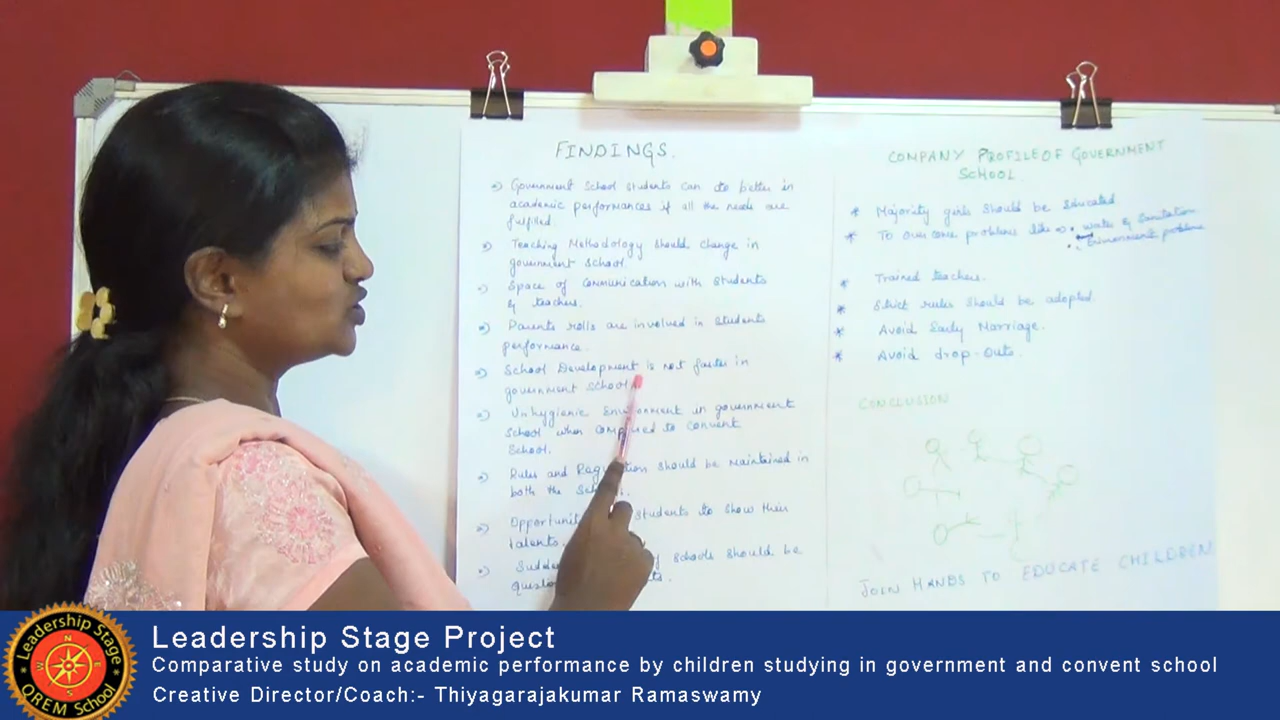 FINDINGS.
Government School students can do better in
academic performances if all the needs are
fulfilled.
Teaching Methodology should change in
government school.
Space of communication with students
& teachers.
Parents rolls are involved in students
performance.
School Development is not faster in
government school
Unhygienic Environment in government
School when compared to convent
School.
Rules and should be Maintained in
both the
students to show their
talents.
schools should be
COMPANY PROFILE OF GOVERNMENT
SCHOOL
* Majority girls should be educated
* To overcome problems like → • water & Sanitation
• Environment problems
* Trained teachers.
* Strict rules should be adopted.
* Avoid Early Marriage.
* Avoid drop-outs.
CONCLUSION
JOIN HANDS TO EDUCATE CHILDREN
Leadership Stage
QREM School
N
E
S
W
Leadership Stage Project
Comparative study on academic performance by children studying in government and convent school
Creative Director/Coach:- Thiyagarajakumar Ramaswamy